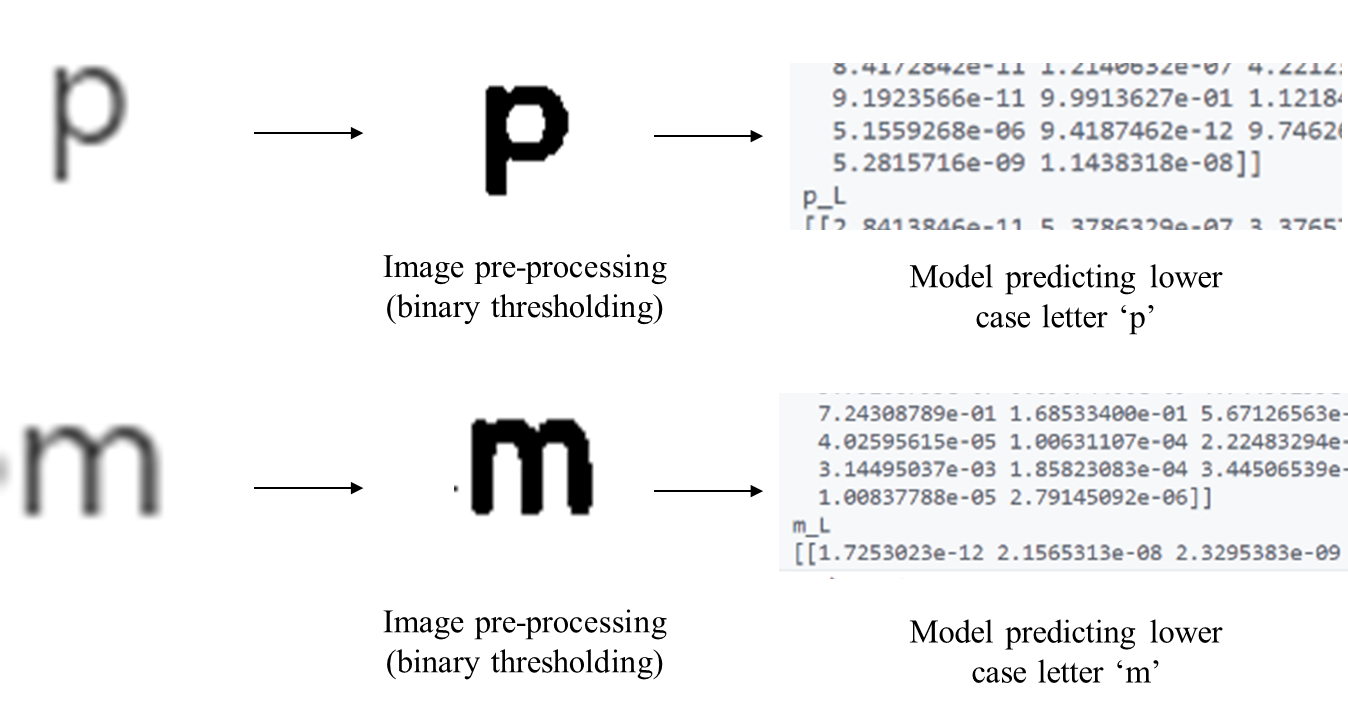 p
p
8.4172842e-11 1.2140632e-07 4.2212
9.1923566e-11 9.9913627e-01 1.1218
5.1559268e-06 9.4187462e-12 9.7462
5.2815716e-09 1.1438318e-08]]
p_L
[[2.8413846e-11 5.3786329e-07 3.3765
Image pre-processing
(binary thresholding)
Model predicting lower
case letter ‘p’
m
m
7.24308789e-01 1.68533400e-01 5.67126563e-
4.02595615e-05 1.00631107e-04 2.22483294e-
3.14495037e-03 1.85823083e-04 3.44506539e-
1.00837788e-05 2.79145092e-06]]
m_L
[[1.7253023e-12 2.1565313e-08 2.3295383e-09
Image pre-processing
(binary thresholding)
Model predicting lower
case letter ‘m’